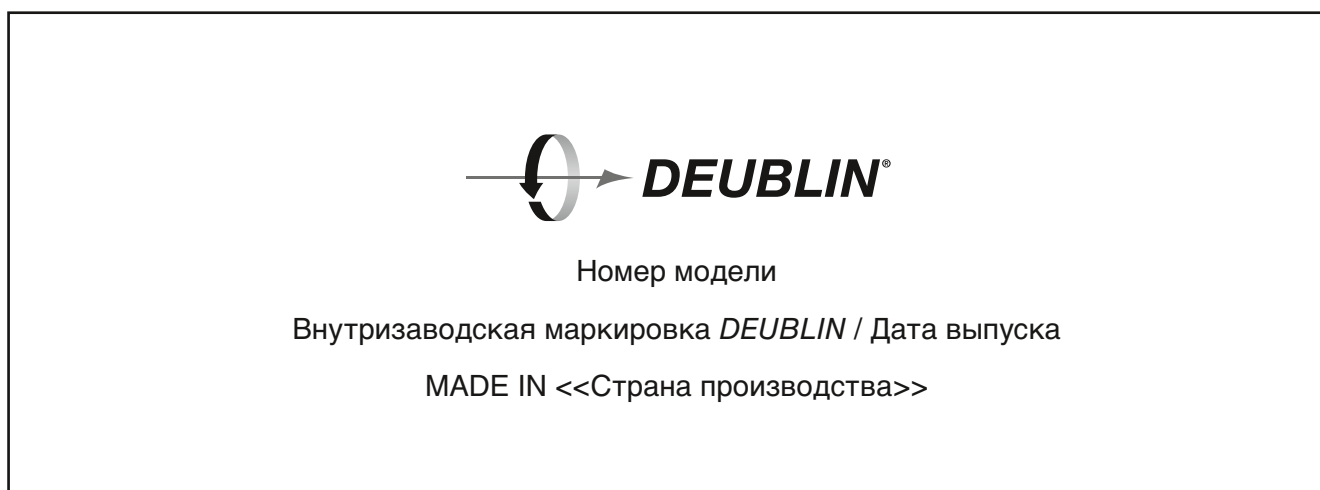 DEUBLIN®
Номер модели
Внутризаводская маркировка DEUBLIN / Дата выпуска
MADE IN <<Страна производства>>